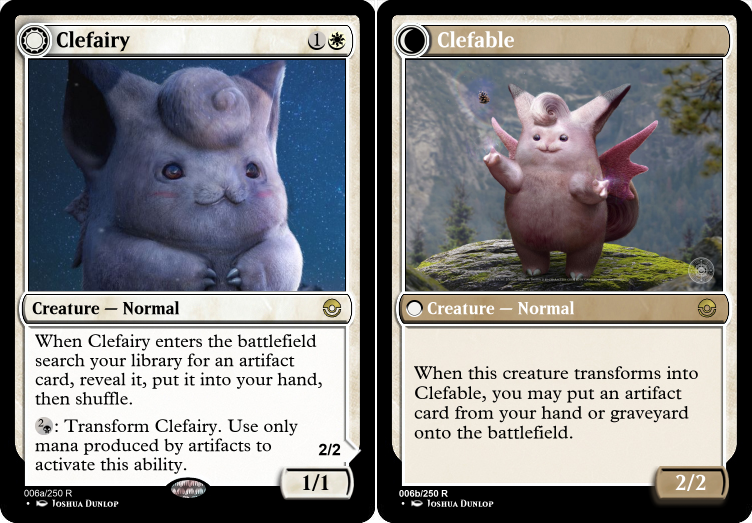 Clefairy 1
Creature — Normal
When Clefairy enters the battlefield
search your library for an artifact
card, reveal it, put it into your hand,
then shuffle.
2: Transform Clefairy. Use only
mana produced by artifacts to
activate this ability.
2/2
1/1
006a/250 R
• JOSHUA DUNLOP
Clefable
Creature — Normal
When this creature transforms into
Clefable, you may put an artifact
card from your hand or graveyard
onto the battlefield.
2/2
006b/250 R
• JOSHUA DUNLOP